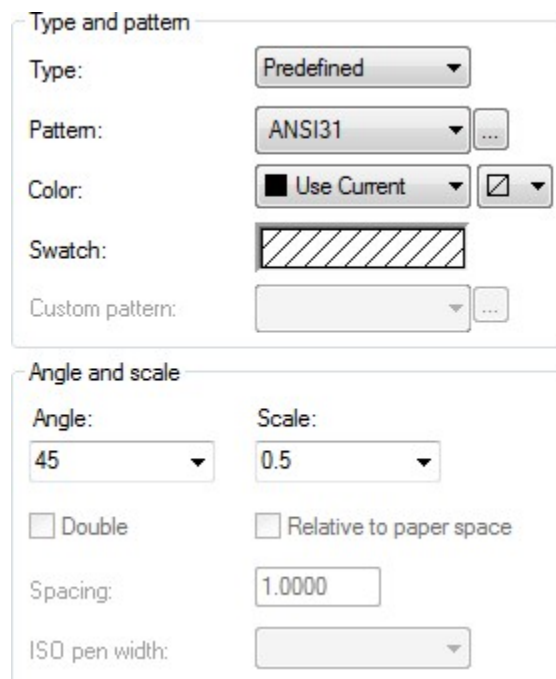 Type and pattern
Type: Predefined
Pattern: ANSI31 ...
Color: Use Current
Swatch:
Custom pattern: ...
Angle and scale
Angle: Scale:
45 0.5
Double Relative to paper space
Spacing: 1.0000
ISO pen width: